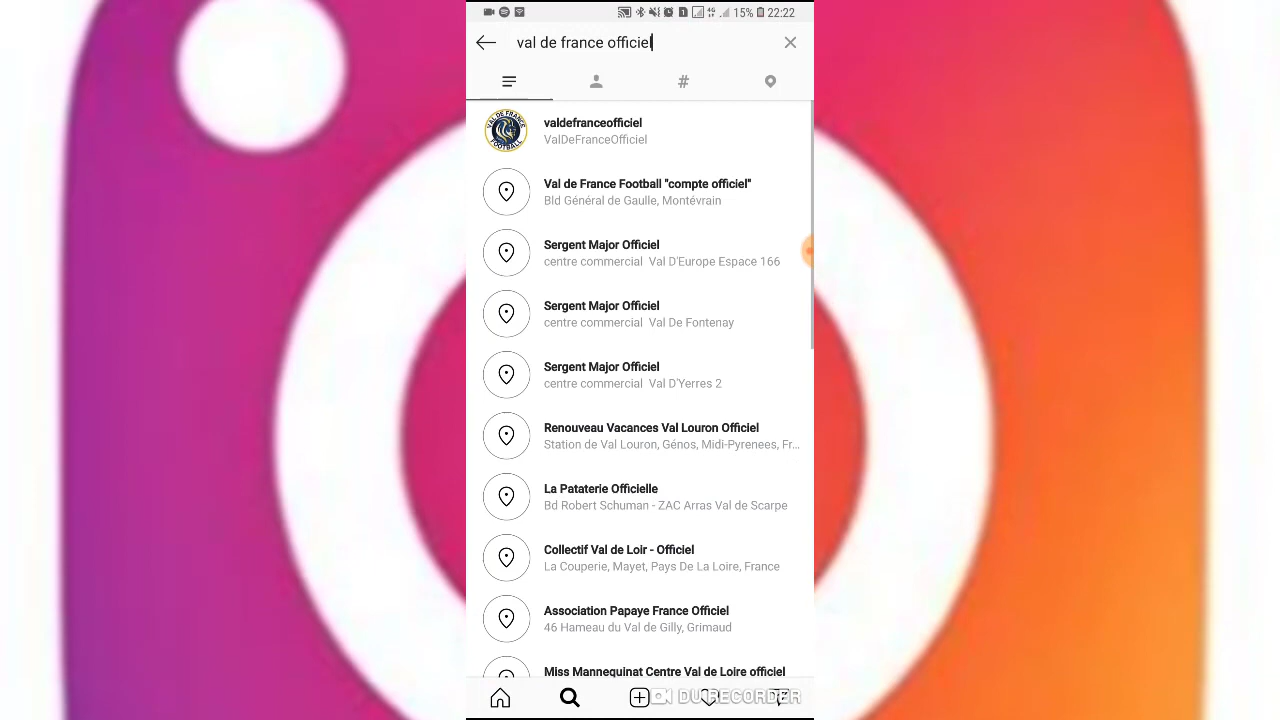 15% 22:22
val de france officiel
#
VAL DE FRANCE
FOOTBALL
valdefranceofficiel
ValDeFranceOfficiel
Val de France Football "compte officiel"
Bld Général de Gaulle, Montévrain
Sergent Major Officiel
centre commercial Val D'Europe Espace 166
Sergent Major Officiel
centre commercial Val De Fontenay
Sergent Major Officiel
centre commercial Val D'Yerres 2
Renouveau Vacances Val Louron Officiel
Station de Val Louron, Génos, Midi-Pyrenees, Fr...
La Pataterie Officielle
Bd Robert Schuman - ZAC Arras Val de Scarpe
Collectif Val de Loir - Officiel
La Couperie, Mayet, Pays De La Loire, France
Association Papaye France Officiel
46 Hameau du Val de Gilly, Grimaud
Miss Mannequinat Centre Val de Loire officiel
DU RECORDER